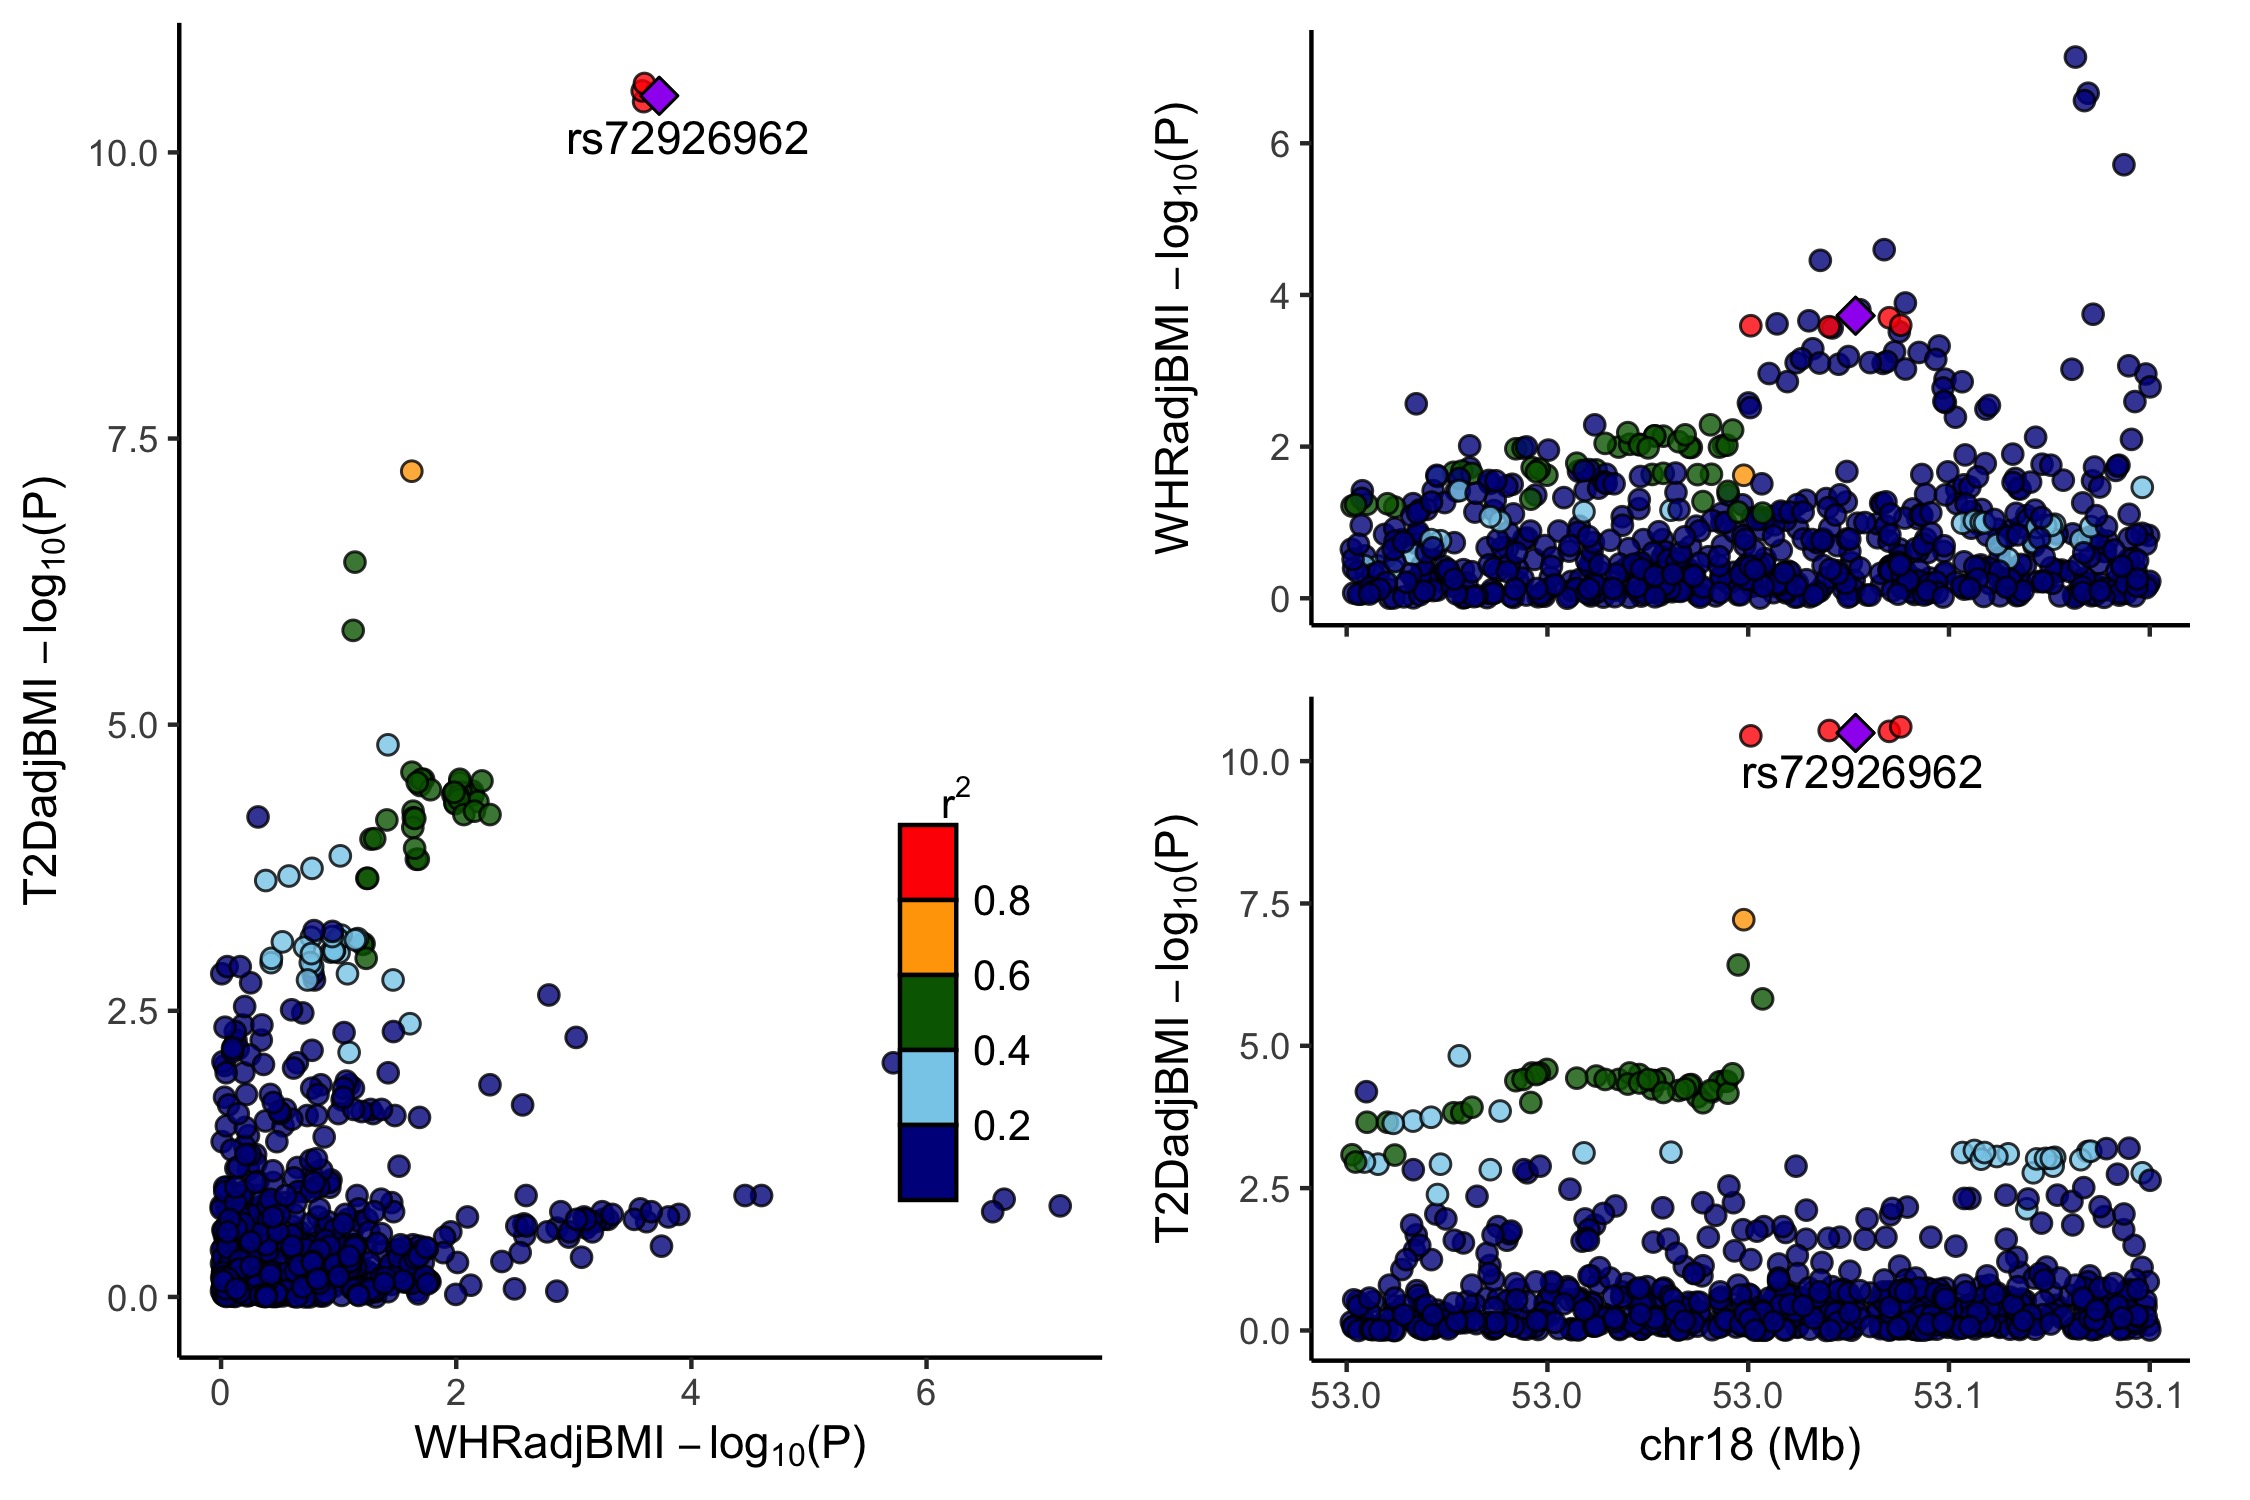 T2DadjBMI −log10(P)
10.0
7.5
5.0
2.5
0.0
rs72926962
r2
0.8
0.6
0.4
0.2
0 2 4 6
WHRadjBMI −log10(P)
WHRadjBMI −log10(P)
6
4
2
0
T2DadjBMI −log10(P)
10.0
7.5
5.0
2.5
0.0
rs72926962
53.0 53.0 53.0 53.1 53.1
chr18 (Mb)